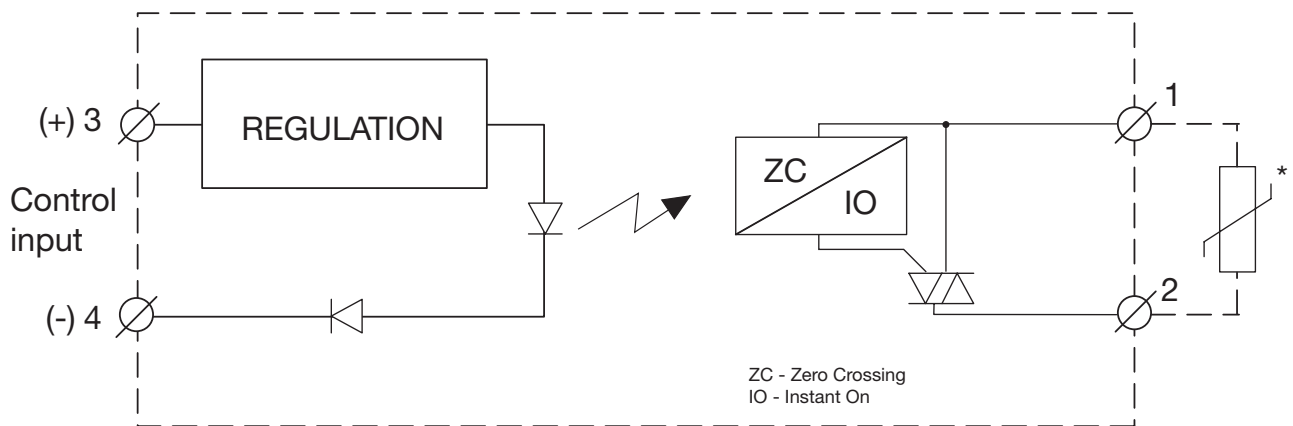 (+) 3
REGULATION
Control
input
(-) 4
ZC
IO
1
*
2
ZC - Zero Crossing
IO - Instant On